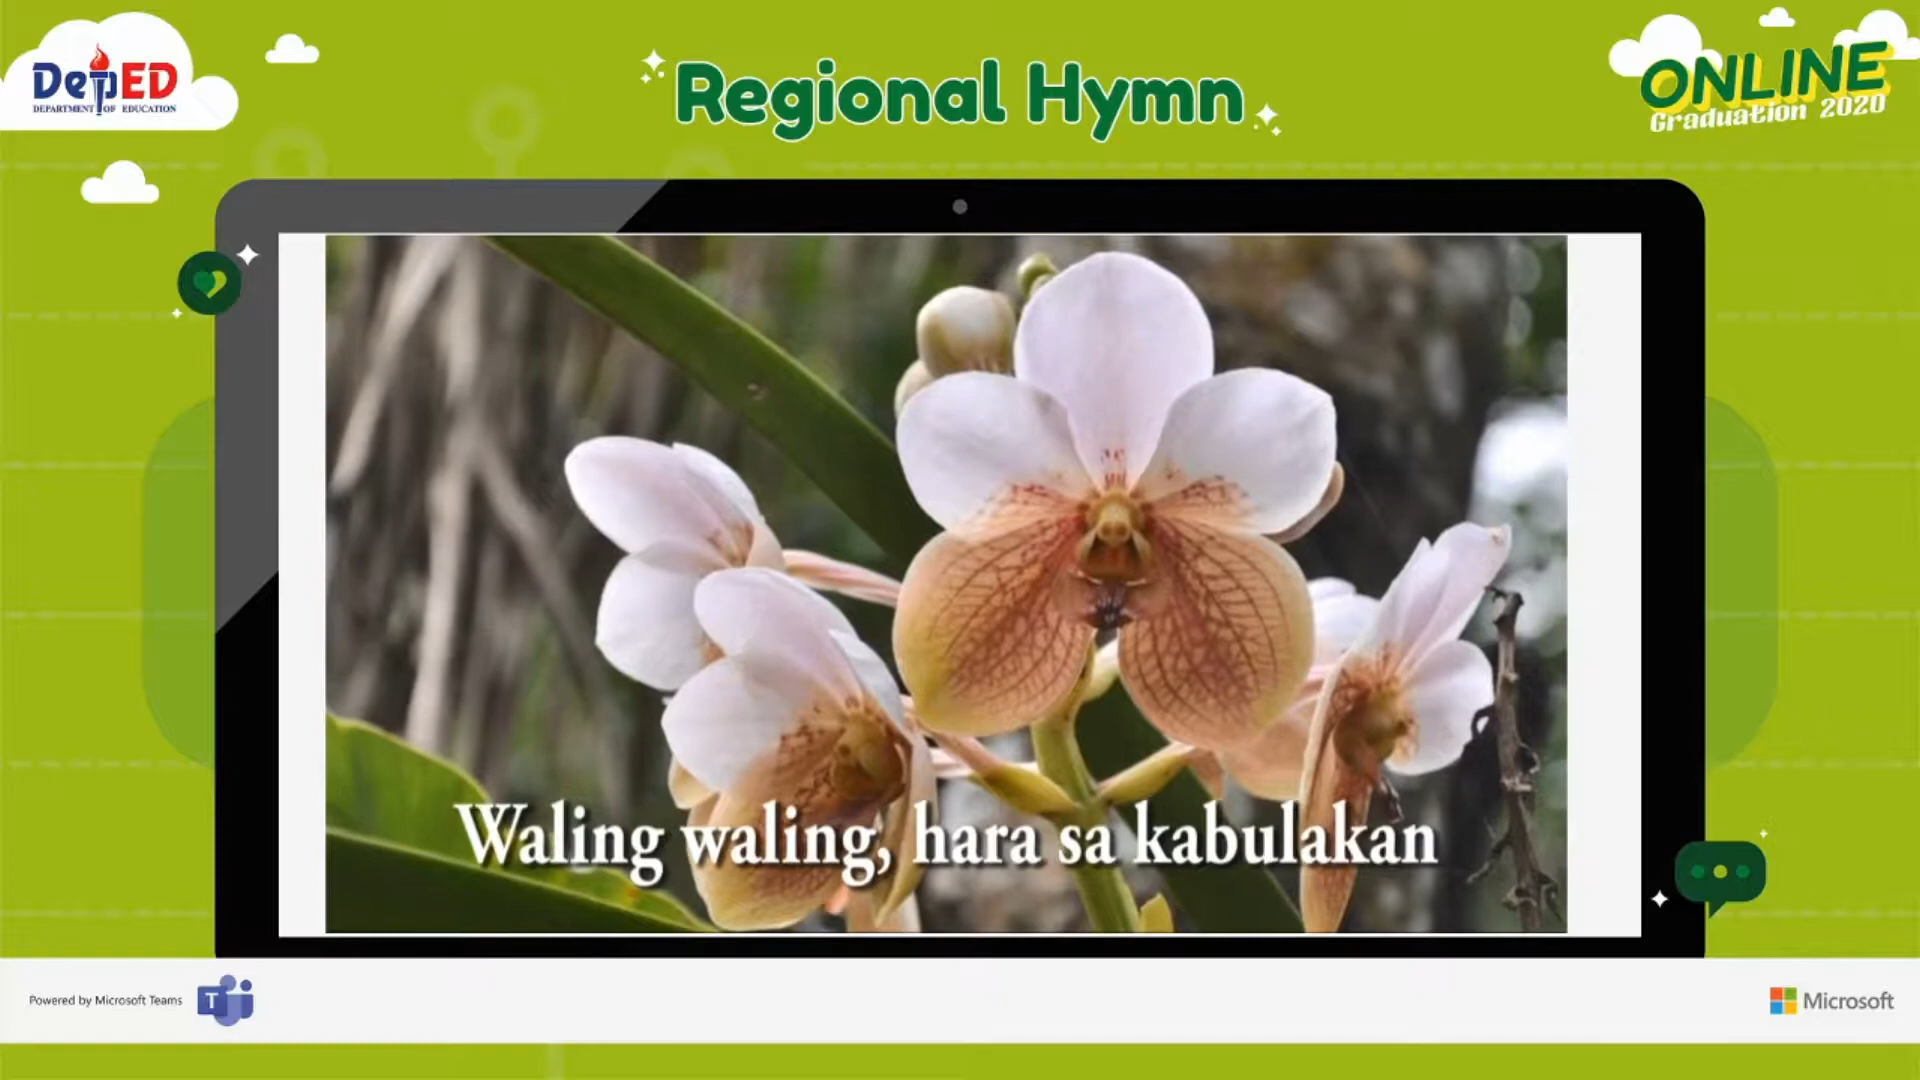 DepED
DEPARTMENT OF EDUCATION
Regional Hymn
ONLINE
Graduation 2020
Waling waling, hara sa kabulakan
Powered by Microsoft Teams
T
Microsoft